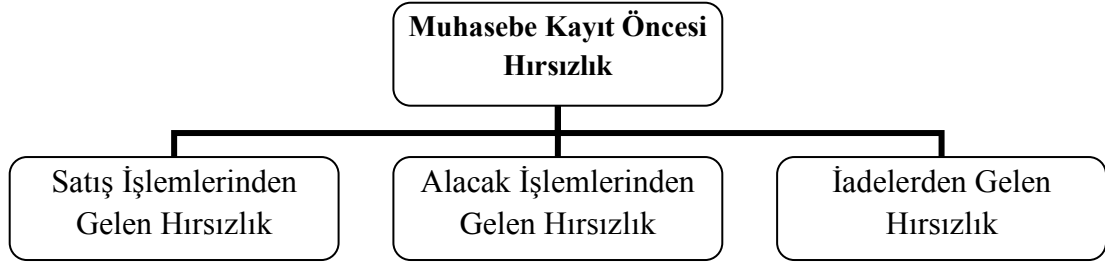 Muhasebe Kayıt Öncesi
Hırsızlık
Satış İşlemlerinden
Gelen Hırsızlık
Alacak İşlemlerinden
Gelen Hırsızlık
İadelerden Gelen
Hırsızlık